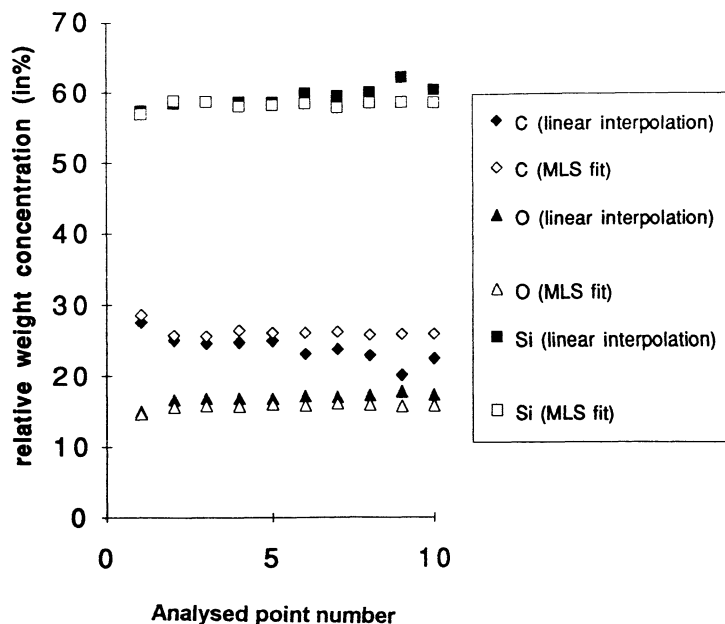 relative weight concentration (in%)
70
60
50
40
30
20
10
0
0
5
10
Analysed point number
C (linear interpolation)
C (MLS fit)
O (linear interpolation)
O (MLS fit)
Si (linear interpolation)
Si (MLS fit)